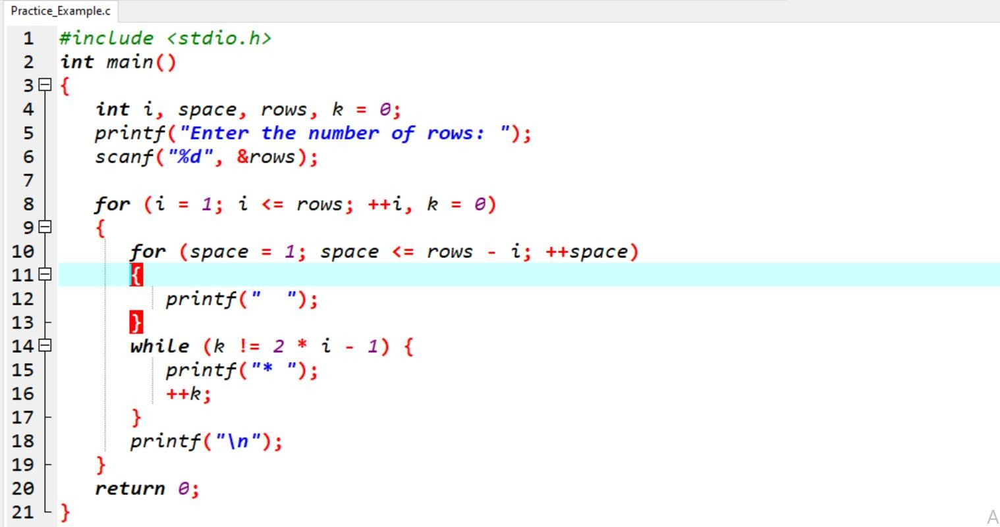 Practice_Example.c
1 #include <stdio.h>
2 int main()
3 {
4 int i, space, rows, k = 0;
5 printf("Enter the number of rows: ");
6 scanf("%d", &rows);
7
8 for (i = 1; i <= rows; ++i, k = 0)
9 {
10 for (space = 1; space <= rows - i; ++space)
11 {
12 printf("  ");
13 }
14 while (k != 2 * i - 1) {
15 printf("* ");
16 ++k;
17 }
18 printf("\n");
19 }
20 return 0;
21 }
A